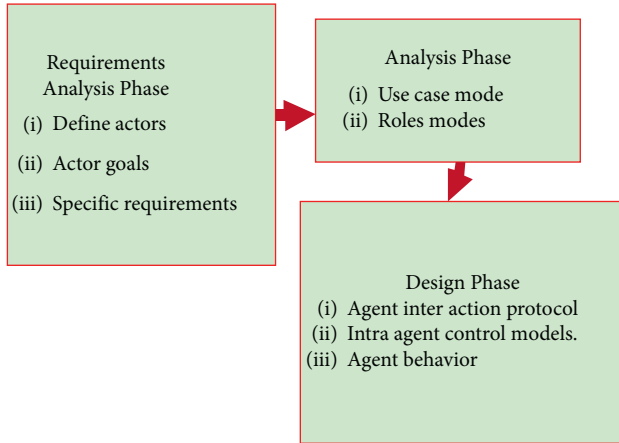 Requirements
Analysis Phase
(i) Define actors
(ii) Actor goals
(iii) Specific requirements
Analysis Phase
(i) Use case mode
(ii) Roles modes
Design Phase
(i) Agent inter action protocol
(ii) Intra agent control models.
(iii) Agent behavior